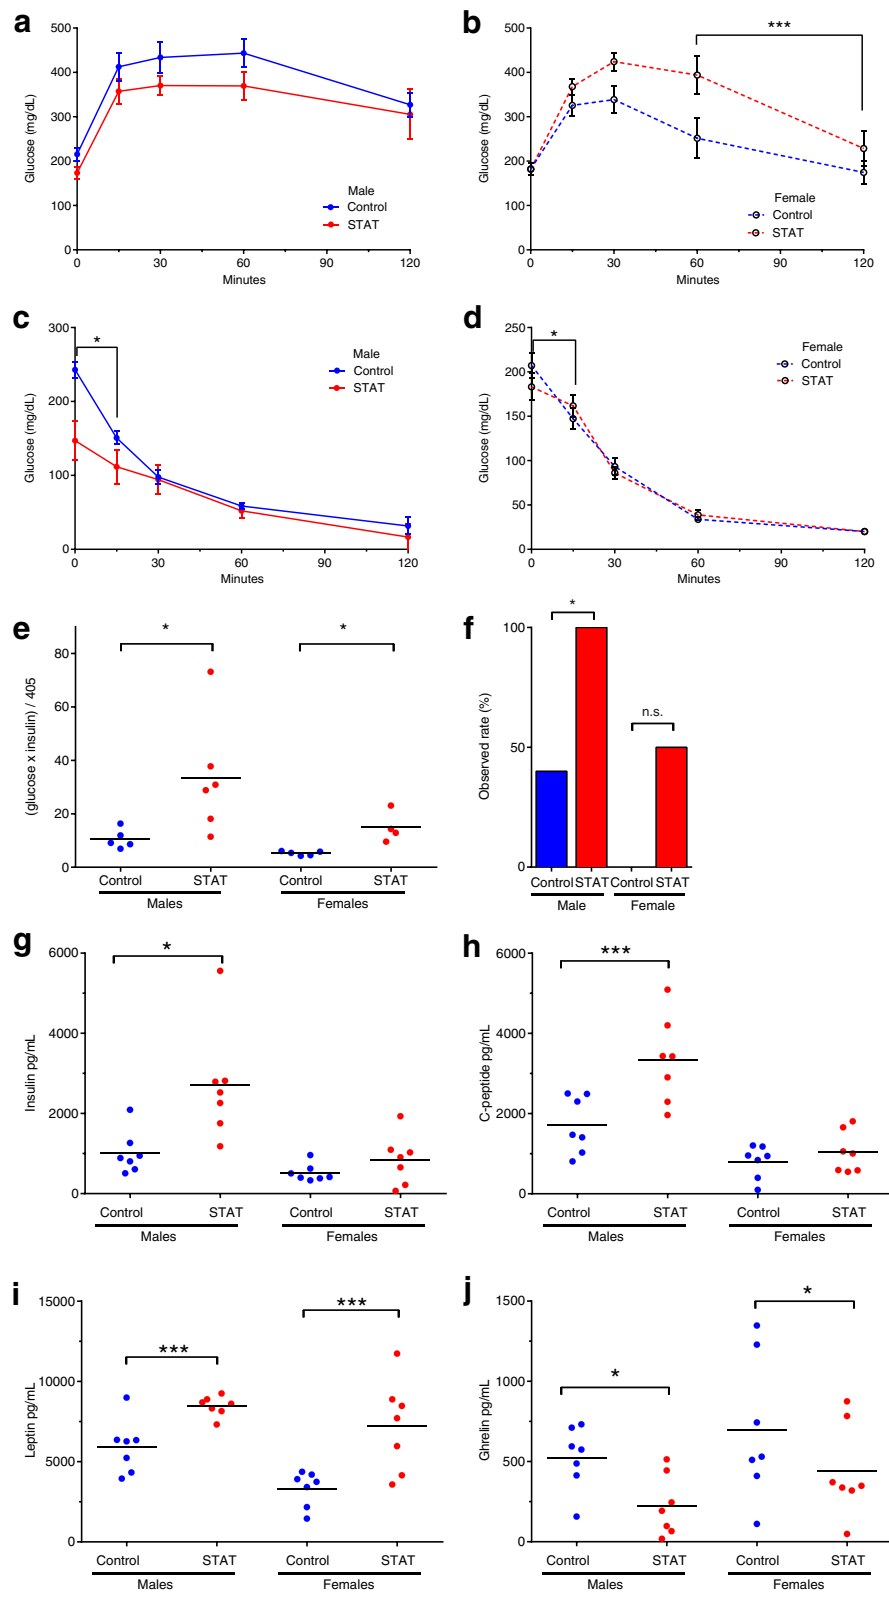 a
500
400
300
200
100
0
Glucose (mg/dL)
Male
Control
STAT
0 30 60 90 120
Minutes
b
***
500
400
300
200
100
0
Glucose (mg/dL)
Female
Control
STAT
0 30 60 90 120
Minutes
c
*
300
200
100
0
Glucose (mg/dL)
Male
Control
STAT
0 30 60 90 120
Minutes
d
*
250
200
150
100
50
0
Glucose (mg/dL)
Female
Control
STAT
0 30 60 90 120
Minutes
e
* *
80
60
40
20
0
(glucose x insulin) / 405
Control STAT Control STAT
Males Females
f
*
n.s.
100
50
0
Observed rate (%)
Control STAT Control STAT
Male Female
g
*
6000
4000
2000
0
Insulin pg/mL
Control STAT Control STAT
Males Females
h
***
6000
4000
2000
0
C-peptide pg/mL
Control STAT Control STAT
Males Females
i
*** ***
15000
10000
5000
0
Leptin pg/mL
Control STAT Control STAT
Males Females
j
* *
1500
1000
500
0
Ghrelin pg/mL
Control STAT Control STAT
Males Females